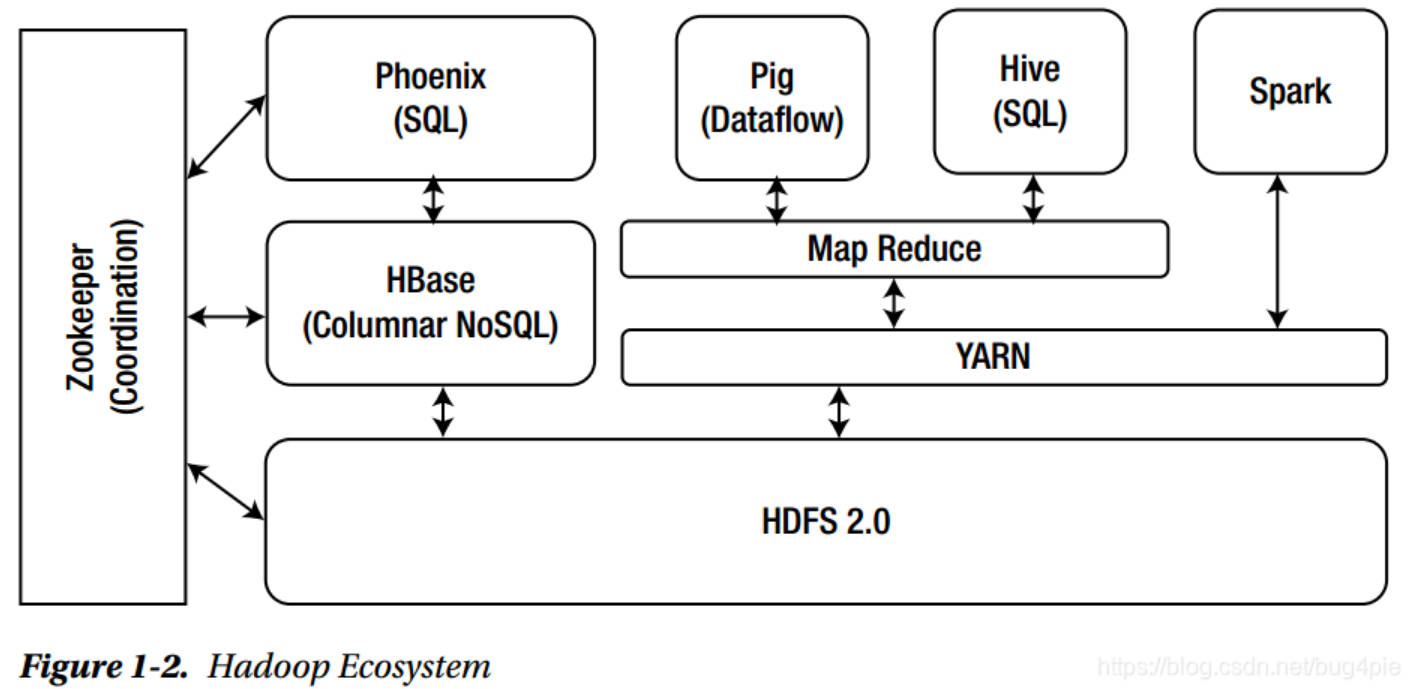 Zookeeper
(Coordination)
Phoenix
(SQL)
Pig
(Dataflow)
Hive
(SQL)
Spark
HBase
(Columnar NoSQL)
Map Reduce
YARN
HDFS 2.0
Figure 1-2. Hadoop Ecosystem
https://blog.csdn.net/bug4pie